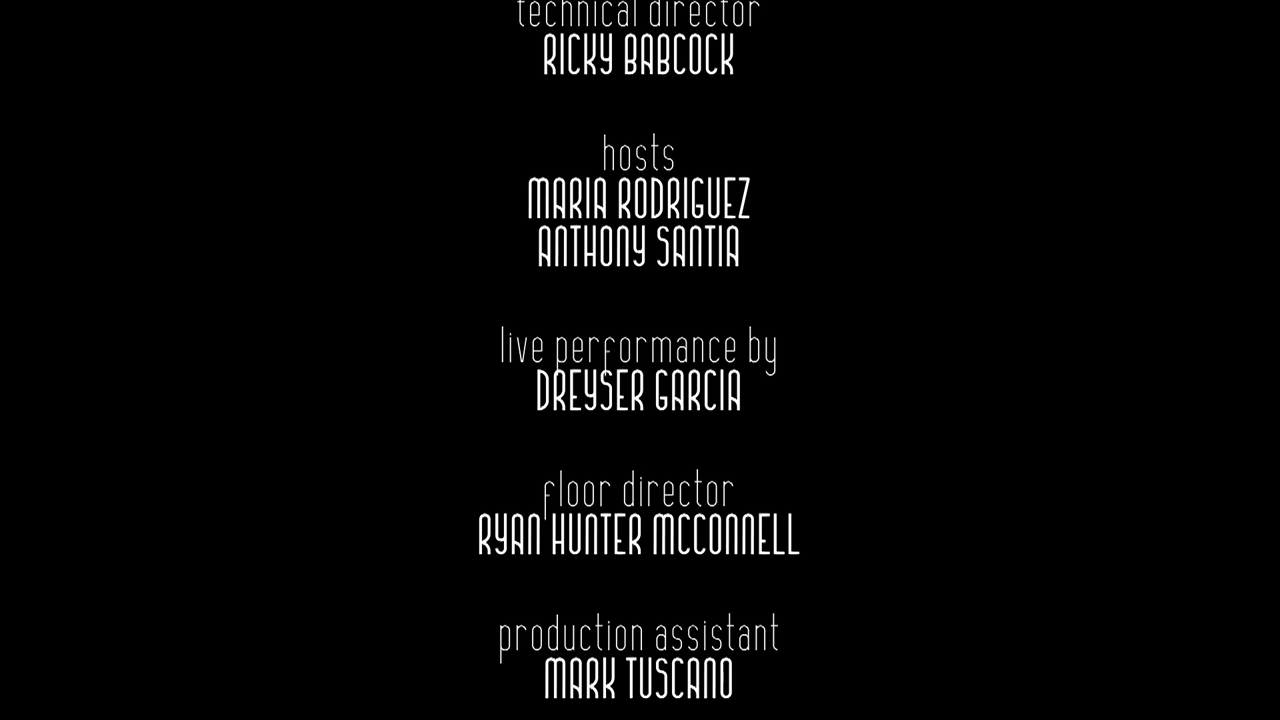 technical director
RICKY BABCOCK
hosts
MARIA RODRIGUEZ
ANTHONY SANTIA
live performance by
DREYSER GARCIA
floor director
RYAN HUNTER MCCONNELL
production assistant
MARK TUSCANO